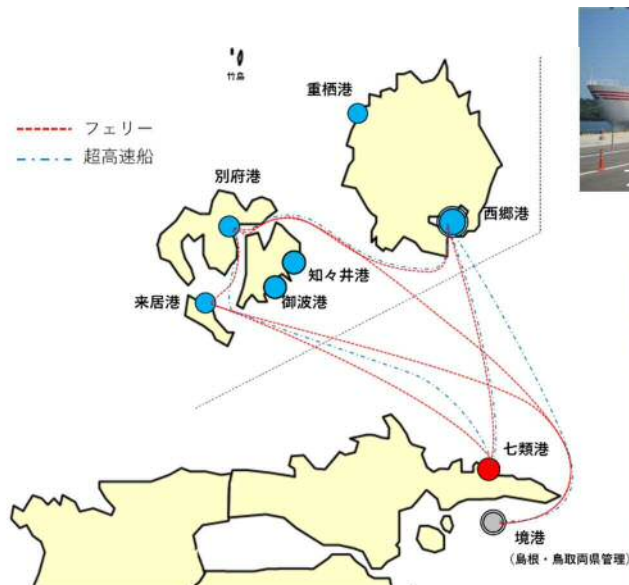 竹島
重栖港
フェリー
超高速船
別府港
西郷港
知々井港
御波港
来居港
七類港
境港
(島根・鳥取両県管理)